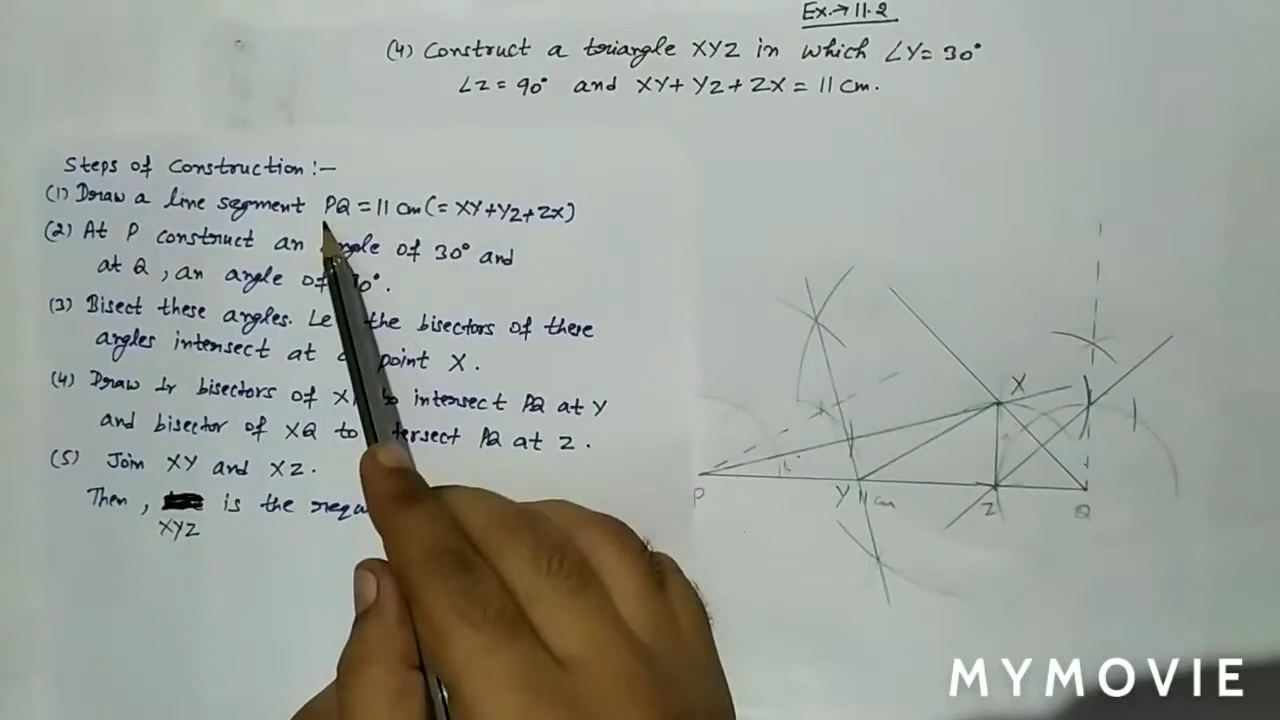 Ex.→ 11.2
(4) Construct a triangle XYZ in which ∠Y= 30°
∠Z = 90° and XY+ YZ + ZX = 11 cm.
Steps of Construction :-
(1) Draw a line segment PQ = 11 cm (= XY+YZ+ZX)
(2) At P construct an angle of 30° and
at Q, an angle of 90°.
(3) Bisect these angles. Let the bisectors of these
angles intersect at a point X.
(4) Draw ⊥r bisectors of XP to intersect PQ at Y
and bisector of XQ to intersect PQ at Z.
(5) Join XY and XZ.
Then, is the
XYZ
X
P
Y
11 cm
Z
Q
MYMOVIE